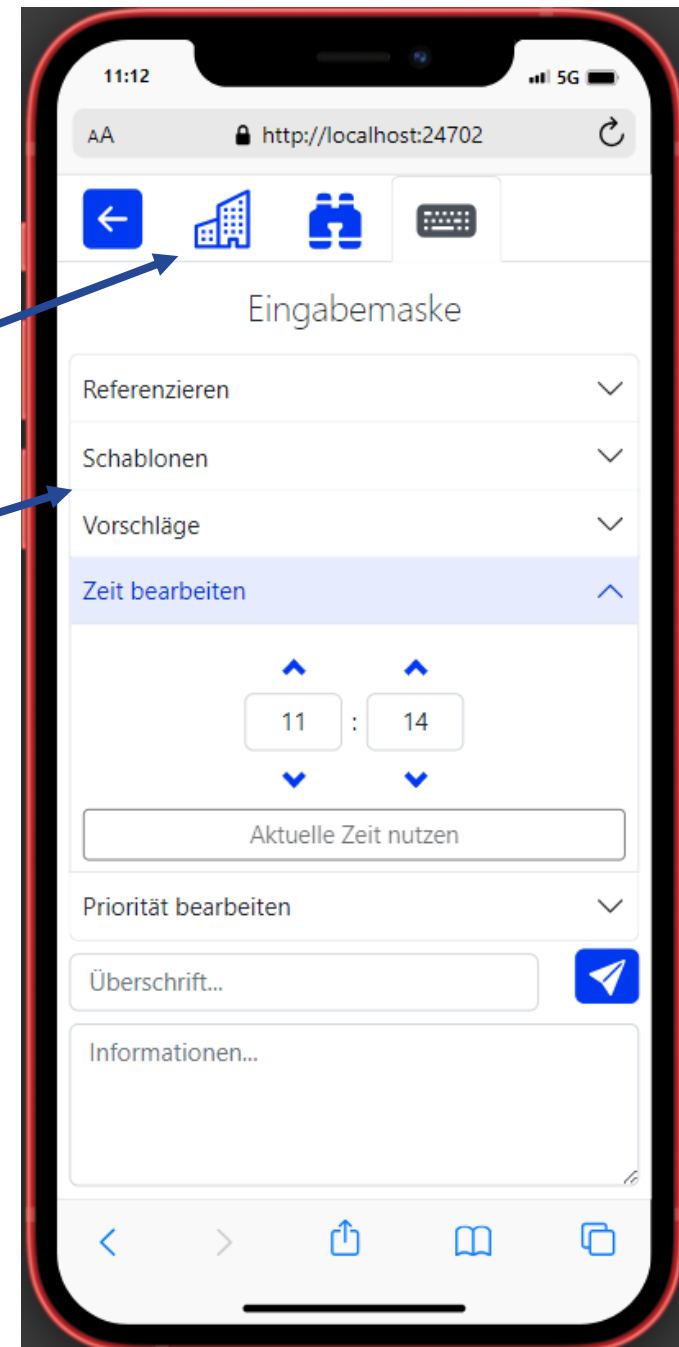 11:12
5G
AA
http://localhost:24702
Eingabemaske
Referenzieren
Schablonen
Vorschläge
Zeit bearbeiten
11 : 14
Aktuelle Zeit nutzen
Priorität bearbeiten
Überschrift...
Informationen...